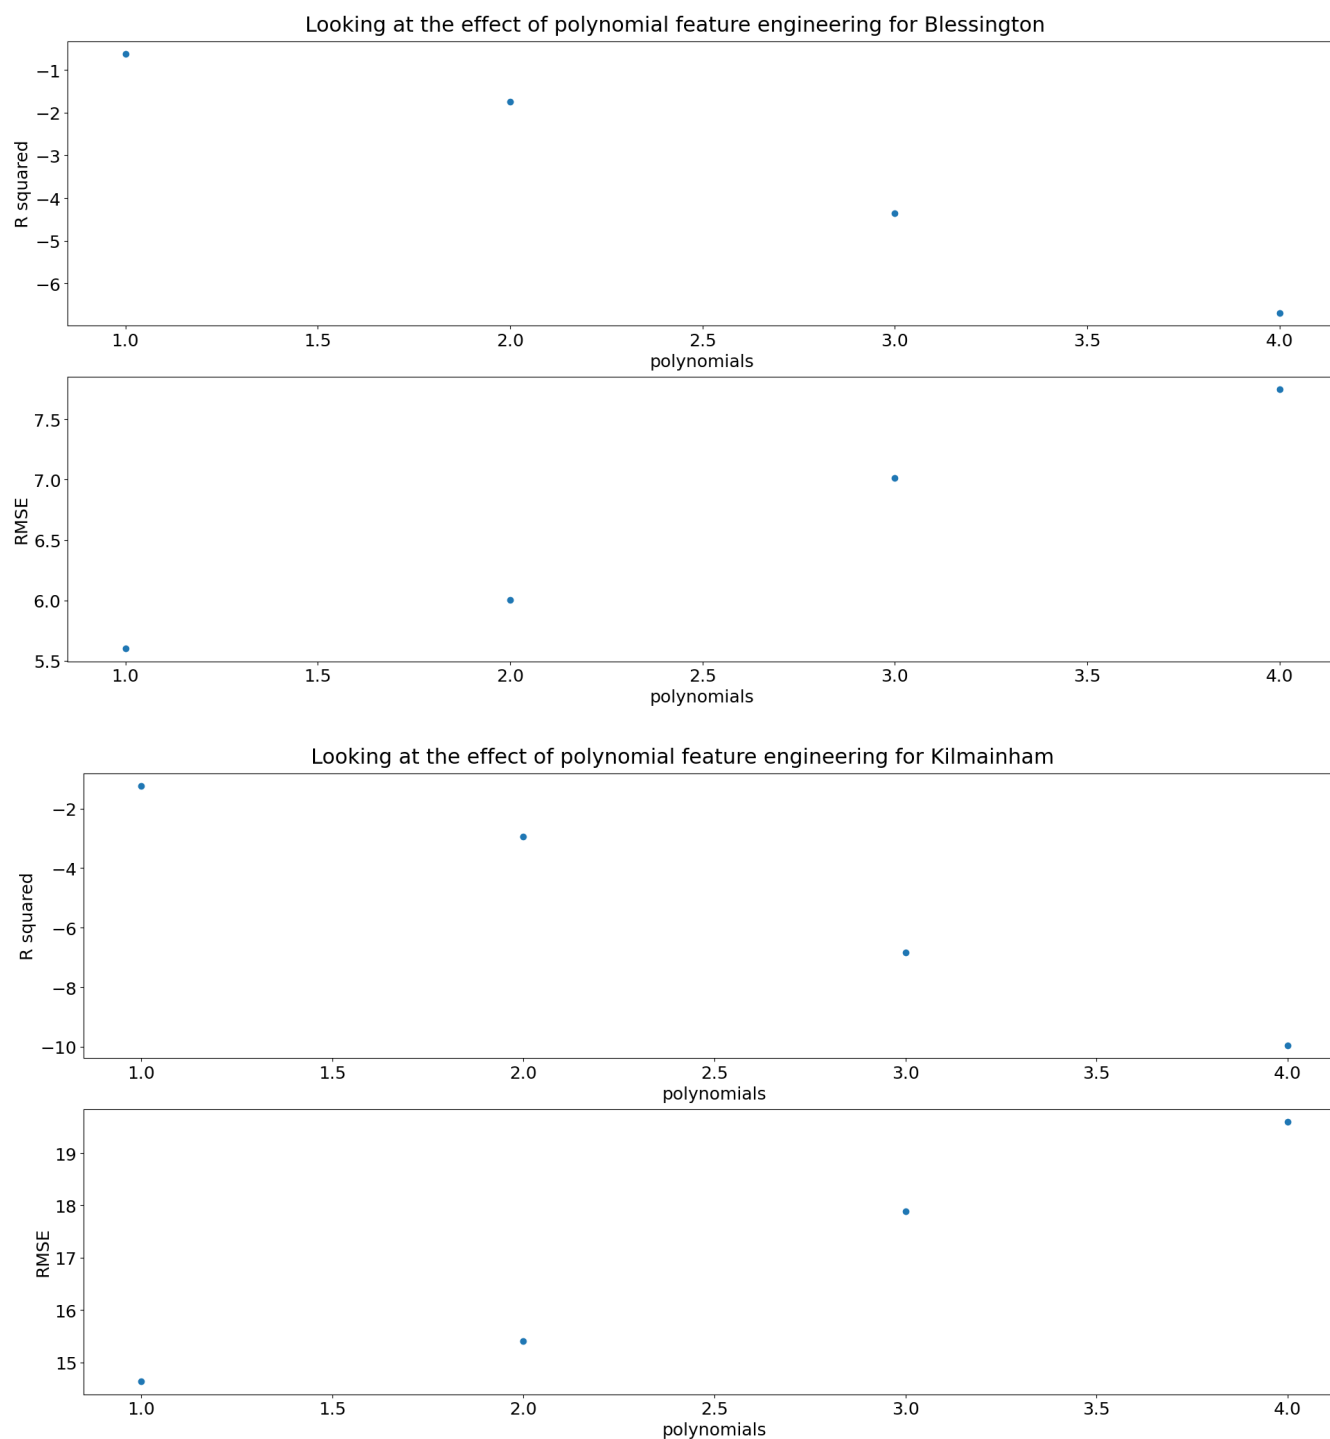 Looking at the effect of polynomial feature engineering for Blessington
−1
−2
−3
−4
−5
−6
R squared
1.0 1.5 2.0 2.5 3.0 3.5 4.0
polynomials
7.5
7.0
6.5
6.0
5.5
RMSE
1.0 1.5 2.0 2.5 3.0 3.5 4.0
polynomials
Looking at the effect of polynomial feature engineering for Kilmainham
−2
−4
−6
−8
−10
R squared
1.0 1.5 2.0 2.5 3.0 3.5 4.0
polynomials
19
18
17
16
15
RMSE
1.0 1.5 2.0 2.5 3.0 3.5 4.0
polynomials